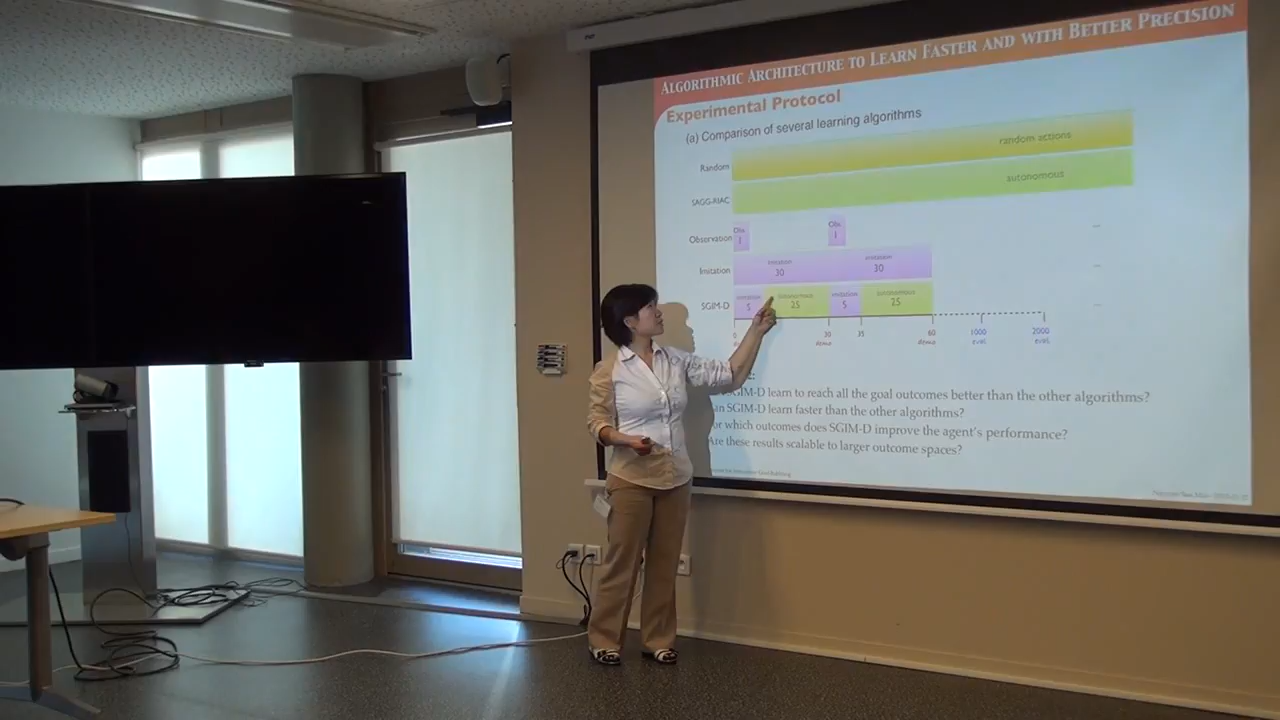 ALGORITHMIC ARCHITECTURE TO LEARN FASTER AND WITH BETTER PRECISION
Experimental Protocol
(a) Comparison of several learning algorithms
Random
random actions
SAGG-RIAC
autonomous
Observation
Obs.
1
Obs.
1
Imitation
imitation
30
imitation
30
SGIM-D
imitation
5
autonomous
25
imitation
5
autonomous
25
0
30
35
60
1000
2000
demo
demo
eval
eval
SGIM-D learn to reach all the goal outcomes better than the other algorithms?
an SGIM-D learn faster than the other algorithms?
or which outcomes does SGIM-D improve the agent's performance?
Are these results scalable to larger outcome spaces?